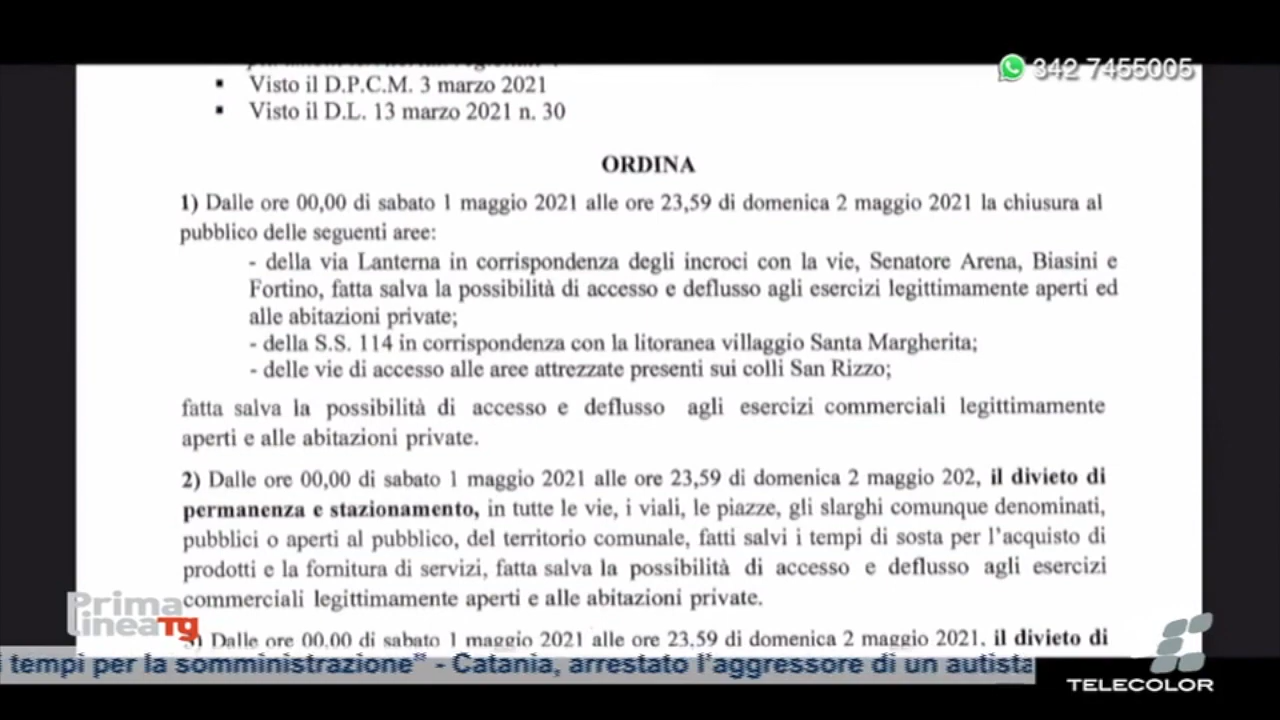 342 7455005
▪ Visto il D.P.C.M. 3 marzo 2021
▪ Visto il D.L. 13 marzo 2021 n. 30
ORDINA
1) Dalle ore 00,00 di sabato 1 maggio 2021 alle ore 23,59 di domenica 2 maggio 2021 la chiusura al
pubblico delle seguenti aree:
- della via Lanterna in corrispondenza degli incroci con la vie, Senatore Arena, Biasini e
Fortino, fatta salva la possibilità di accesso e deflusso agli esercizi legittimamente aperti ed
alle abitazioni private;
- della S.S. 114 in corrispondenza con la litoranea villaggio Santa Margherita;
- delle vie di accesso alle aree attrezzate presenti sui colli San Rizzo;
fatta salva la possibilità di accesso e deflusso agli esercizi commerciali legittimamente
aperti e alle abitazioni private.
2) Dalle ore 00,00 di sabato 1 maggio 2021 alle ore 23,59 di domenica 2 maggio 202, il divieto di
permanenza e stazionamento, in tutte le vie, i viali, le piazze, gli slarghi comunque denominati,
pubblici o aperti al pubblico, del territorio comunale, fatti salvi i tempi di sosta per l'acquisto di
prodotti e la fornitura di servizi, fatta salva la possibilità di accesso e deflusso agli esercizi
commerciali legittimamente aperti e alle abitazioni private.
Prima
Linea TG
Dalle ore 00,00 di sabato 1 maggio 2021 alle ore 23,59 di domenica 2 maggio 2021, il divieto di
i tempi per la somministrazione" - Catania, arrestato l'aggressore di un autista
TELECOLOR